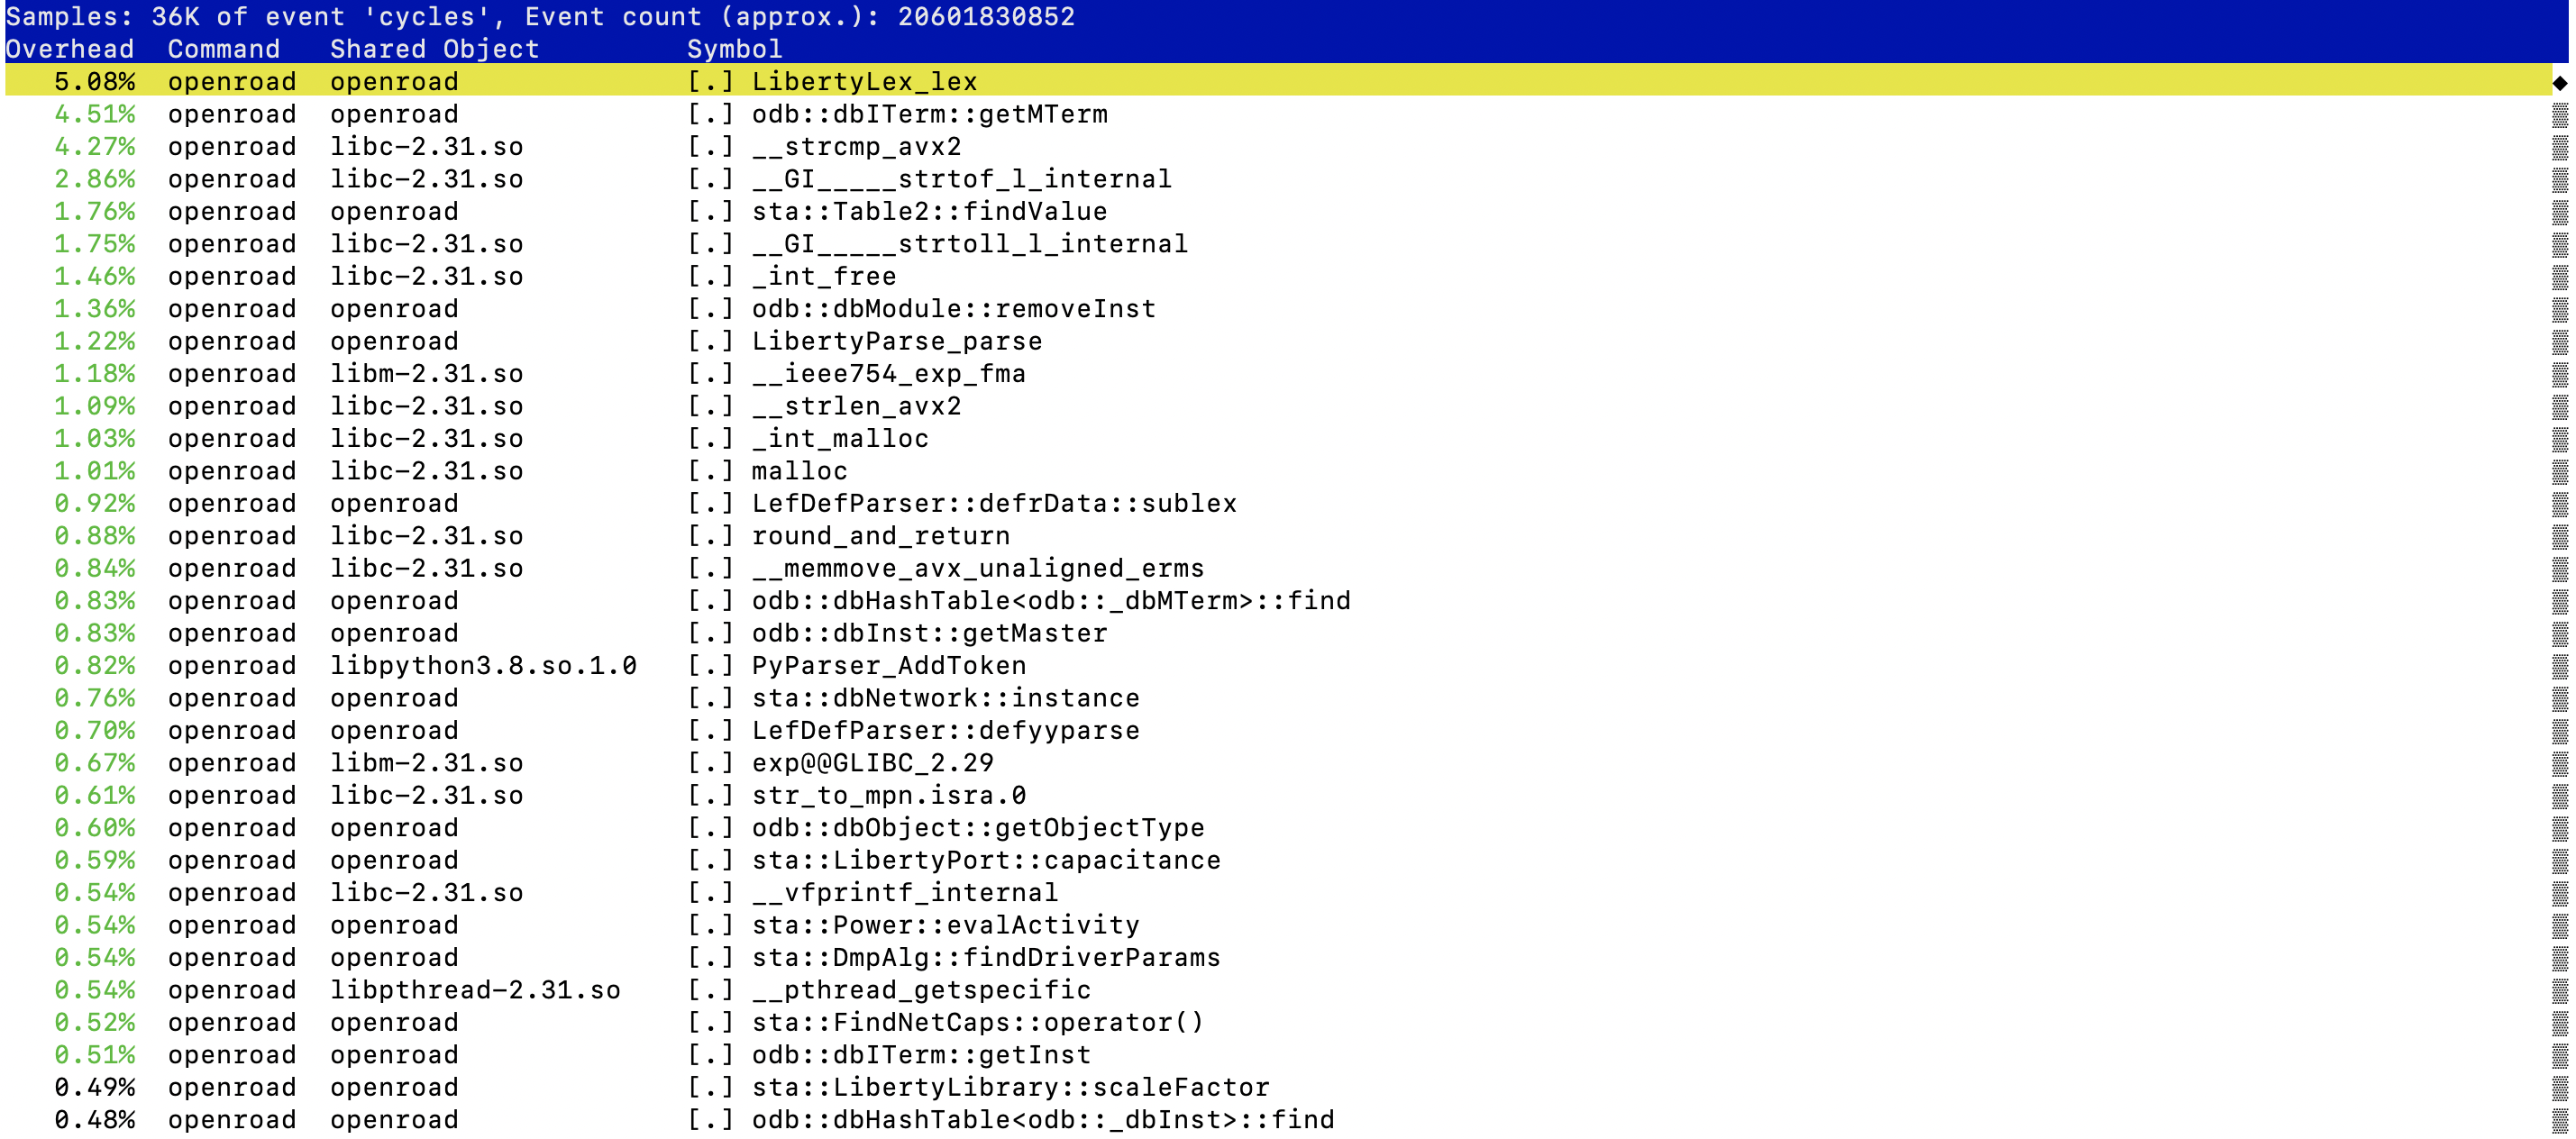 Samples: 36K of event 'cycles', Event count (approx.): 20601830852
Overhead  Command   Shared Object         Symbol
   5.08%  openroad  openroad              [.] LibertyLex_lex
   4.51%  openroad  openroad              [.] odb::dbITerm::getMTerm
   4.27%  openroad  libc-2.31.so          [.] __strcmp_avx2
   2.86%  openroad  libc-2.31.so          [.] __GI_____strtof_l_internal
   1.76%  openroad  openroad              [.] sta::Table2::findValue
   1.75%  openroad  libc-2.31.so          [.] __GI_____strtoll_l_internal
   1.46%  openroad  libc-2.31.so          [.] _int_free
   1.36%  openroad  openroad              [.] odb::dbModule::removeInst
   1.22%  openroad  openroad              [.] LibertyParse_parse
   1.18%  openroad  libm-2.31.so          [.] __ieee754_exp_fma
   1.09%  openroad  libc-2.31.so          [.] __strlen_avx2
   1.03%  openroad  libc-2.31.so          [.] _int_malloc
   1.01%  openroad  libc-2.31.so          [.] malloc
   0.92%  openroad  openroad              [.] LefDefParser::defrData::sublex
   0.88%  openroad  libc-2.31.so          [.] round_and_return
   0.84%  openroad  libc-2.31.so          [.] __memmove_avx_unaligned_erms
   0.83%  openroad  openroad              [.] odb::dbHashTable<odb::_dbMTerm>::find
   0.83%  openroad  openroad              [.] odb::dbInst::getMaster
   0.82%  openroad  libpython3.8.so.1.0   [.] PyParser_AddToken
   0.76%  openroad  openroad              [.] sta::dbNetwork::instance
   0.70%  openroad  openroad              [.] LefDefParser::defyyparse
   0.67%  openroad  libm-2.31.so          [.] exp@@GLIBC_2.29
   0.61%  openroad  libc-2.31.so          [.] str_to_mpn.isra.0
   0.60%  openroad  openroad              [.] odb::dbObject::getObjectType
   0.59%  openroad  openroad              [.] sta::LibertyPort::capacitance
   0.54%  openroad  libc-2.31.so          [.] __vfprintf_internal
   0.54%  openroad  openroad              [.] sta::Power::evalActivity
   0.54%  openroad  openroad              [.] sta::DmpAlg::findDriverParams
   0.54%  openroad  libpthread-2.31.so    [.] __pthread_getspecific
   0.52%  openroad  openroad              [.] sta::FindNetCaps::operator()
   0.51%  openroad  openroad              [.] odb::dbITerm::getInst
   0.49%  openroad  openroad              [.] sta::LibertyLibrary::scaleFactor
   0.48%  openroad  openroad              [.] odb::dbHashTable<odb::_dbInst>::find